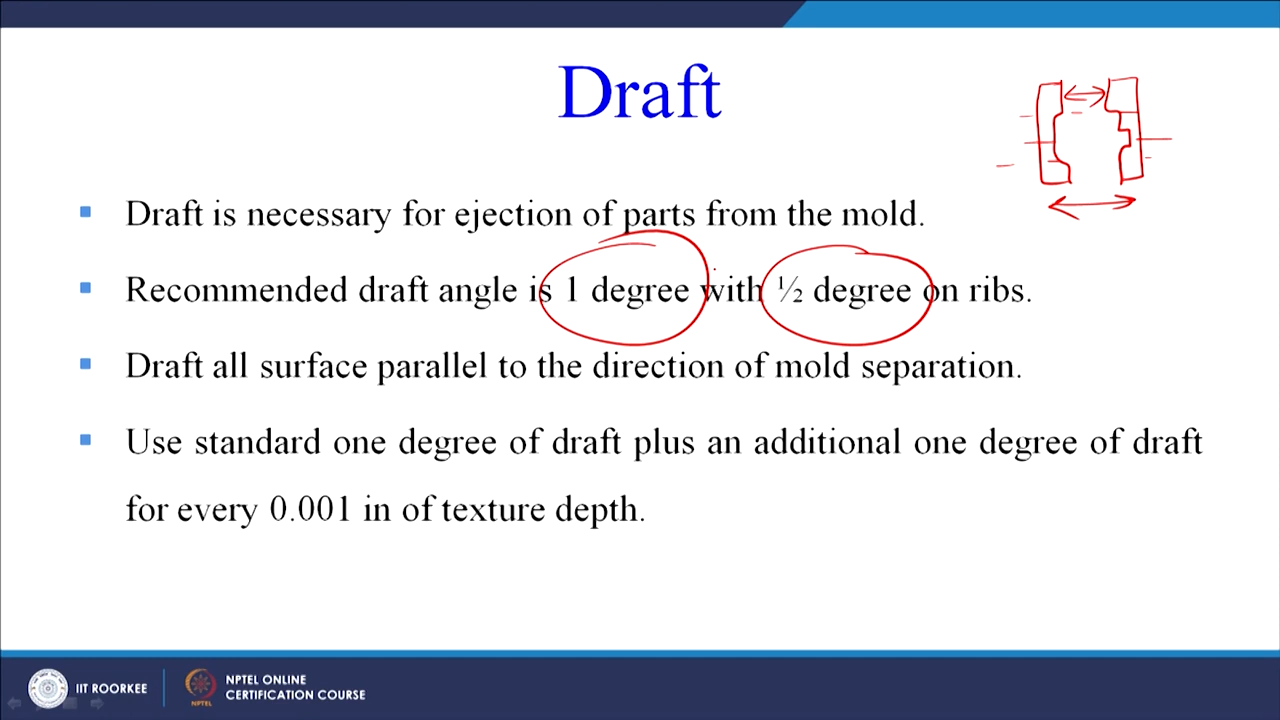 Draft
▪ Draft is necessary for ejection of parts from the mold.
▪ Recommended draft angle is 1 degree with ½ degree on ribs.
▪ Draft all surface parallel to the direction of mold separation.
▪ Use standard one degree of draft plus an additional one degree of draft
for every 0.001 in of texture depth.
IIT ROORKEE
NPTEL
NPTEL ONLINE
CERTIFICATION COURSE